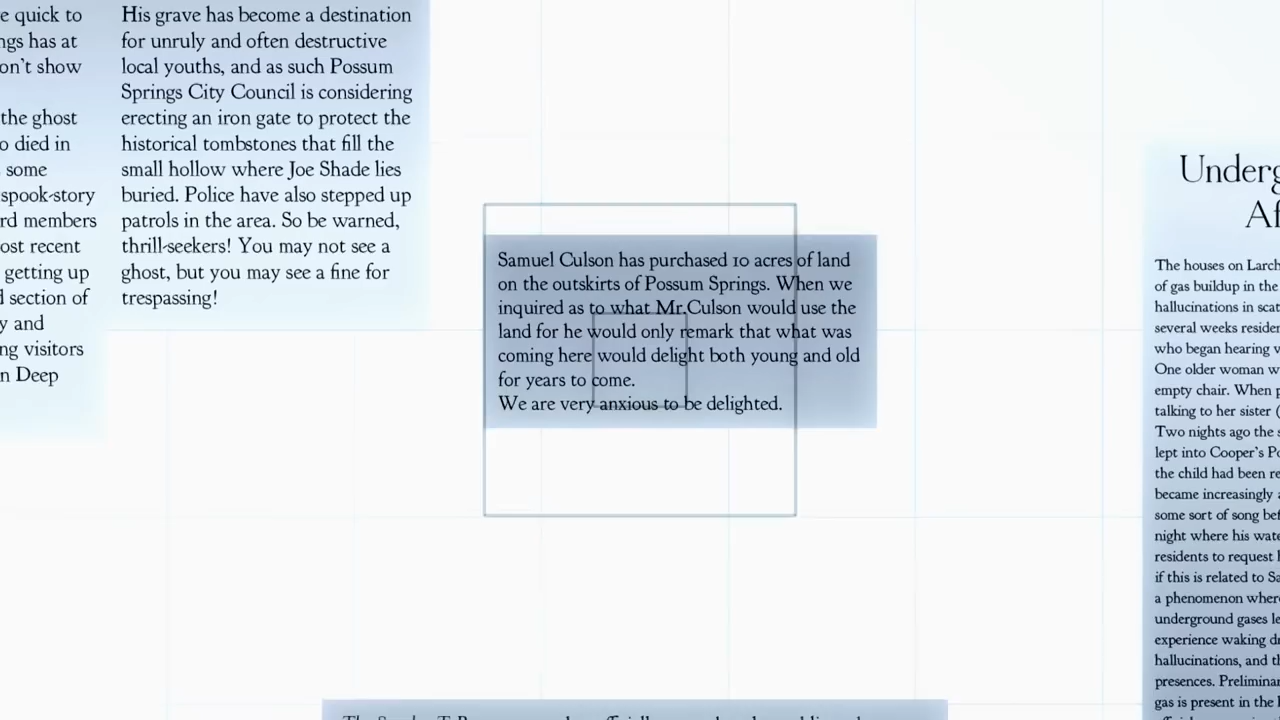 e quick to
ngs has at
on't show
the ghost
o died in
some
spook-story
rd members
ost recent
getting up
d section of
y and
ng visitors
n Deep
His grave has become a destination
for unruly and often destructive
local youths, and as such Possum
Springs City Council is considering
erecting an iron gate to protect the
historical tombstones that fill the
small hollow where Joe Shade lies
buried. Police have also stepped up
patrols in the area. So be warned,
thrill-seekers! You may not see a
ghost, but you may see a fine for
trespassing!
Samuel Culson has purchased 10 acres of land
on the outskirts of Possum Springs. When we
inquired as to what Mr.Culson would use the
land for he would only remark that what was
coming here would delight both young and old
for years to come.
We are very anxious to be delighted.
Underg
Af
The houses on Larch
of gas buildup in the
hallucinations in scat
several weeks residen
who began hearing v
One older woman w
empty chair. When p
talking to her sister (
Two nights ago the s
lept into Cooper's Po
the child had been re
became increasingly a
some sort of song bef
night where his wate
residents to request h
if this is related to Sa
a phenomenon where
underground gases le
experience waking dr
hallucinations, and th
presences. Preliminar
gas is present in the h